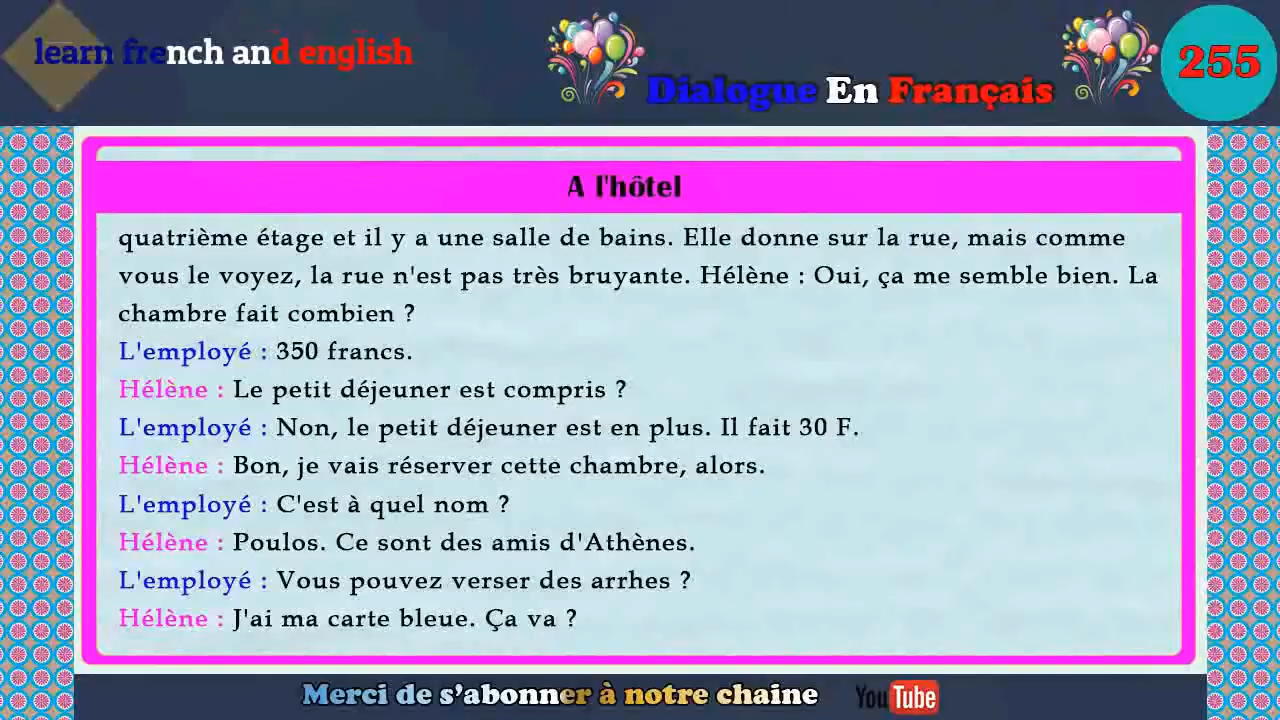 learn french and english
Dialogue En Français
255
A l'hôtel
quatrième étage et il y a une salle de bains. Elle donne sur la rue, mais comme
vous le voyez, la rue n'est pas très bruyante. Hélène : Oui, ça me semble bien. La
chambre fait combien ?
L'employé : 350 francs.
Hélène : Le petit déjeuner est compris ?
L'employé : Non, le petit déjeuner est en plus. Il fait 30 F.
Hélène : Bon, je vais réserver cette chambre, alors.
L'employé : C'est à quel nom ?
Hélène : Poulos. Ce sont des amis d'Athènes.
L'employé : Vous pouvez verser des arrhes ?
Hélène : J'ai ma carte bleue. Ça va ?
Merci de s’abonner à notre chaine
YouTube